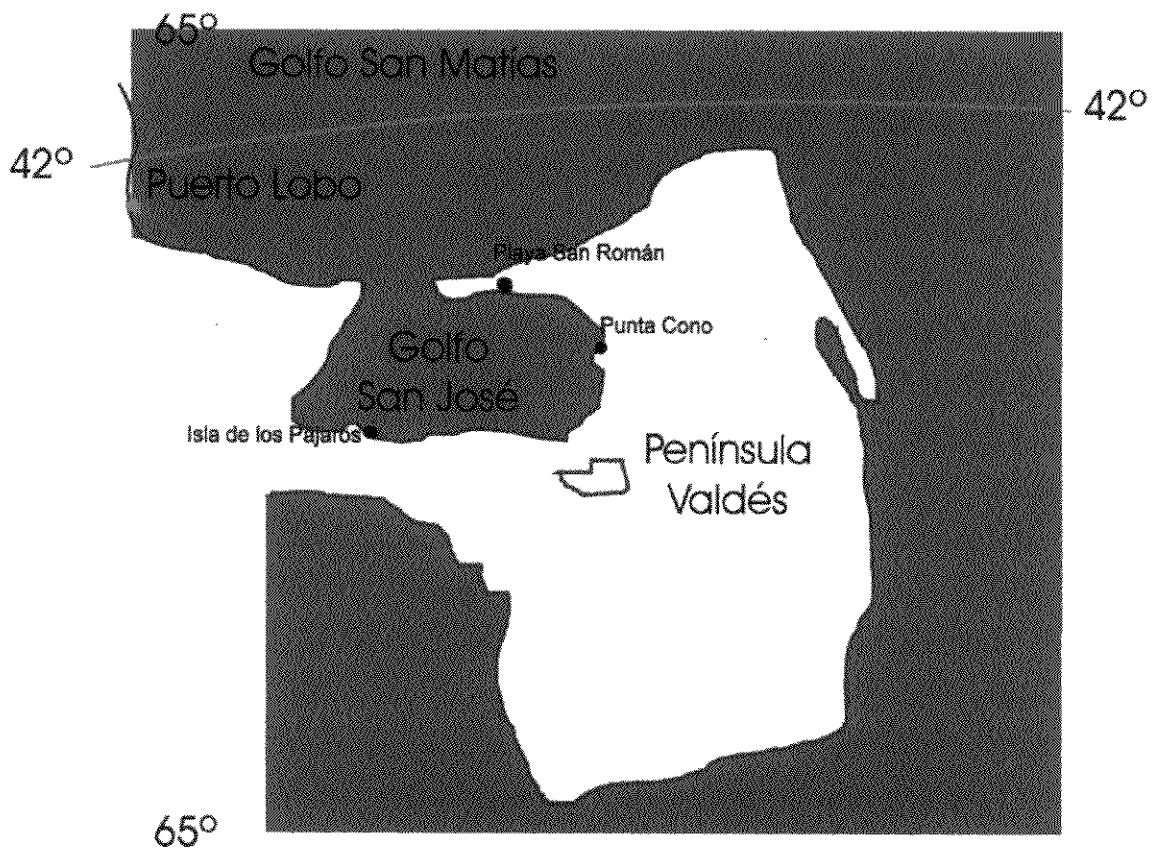 65°
Golfo San Matías
42°
42°
Puerto Lobo
Playa San Román
Punta Cono
Golfo
San José
Isla de los Pajaros
Península
Valdés
65°